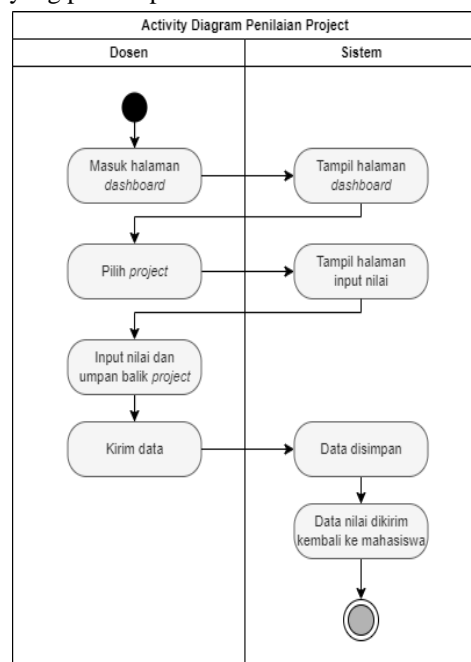 Activity Diagram Penilaian Project
Dosen
Sistem
Masuk halaman
dashboard
Tampil halaman
dashboard
Pilih project
Tampil halaman
input nilai
Input nilai dan
umpan balik project
Kirim data
Data disimpan
Data nilai dikirim
kembali ke mahasiswa